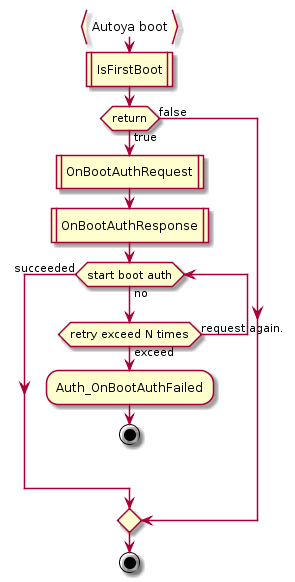 Autoya boot
IsFirstBoot
return
false
true
OnBootAuthRequest
OnBootAuthResponse
succeeded
start boot auth
no
retry exceed N times
request again.
exceed
Auth_OnBootAuthFailed